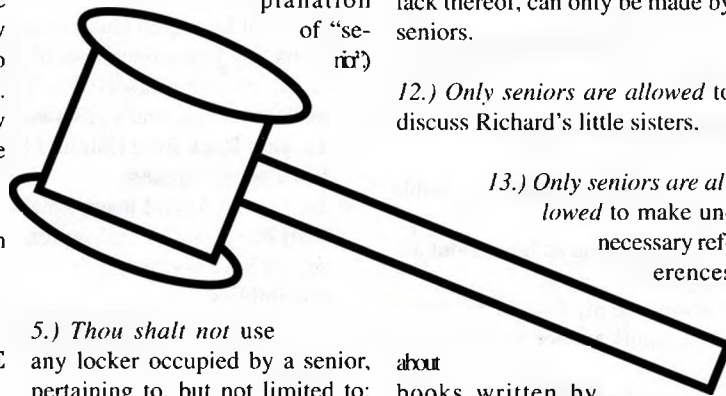 planation
of “se-
nior”)
5.) Thou shalt not use
any locker occupied by a senior,
pertaining to, but not limited to:
lack thereof, can only be made by
seniors.
12.) Only seniors are allowed to
discuss Richard's little sisters.
13.) Only seniors are al-
lowed to make un-
necessary ref-
erences
about
books written by